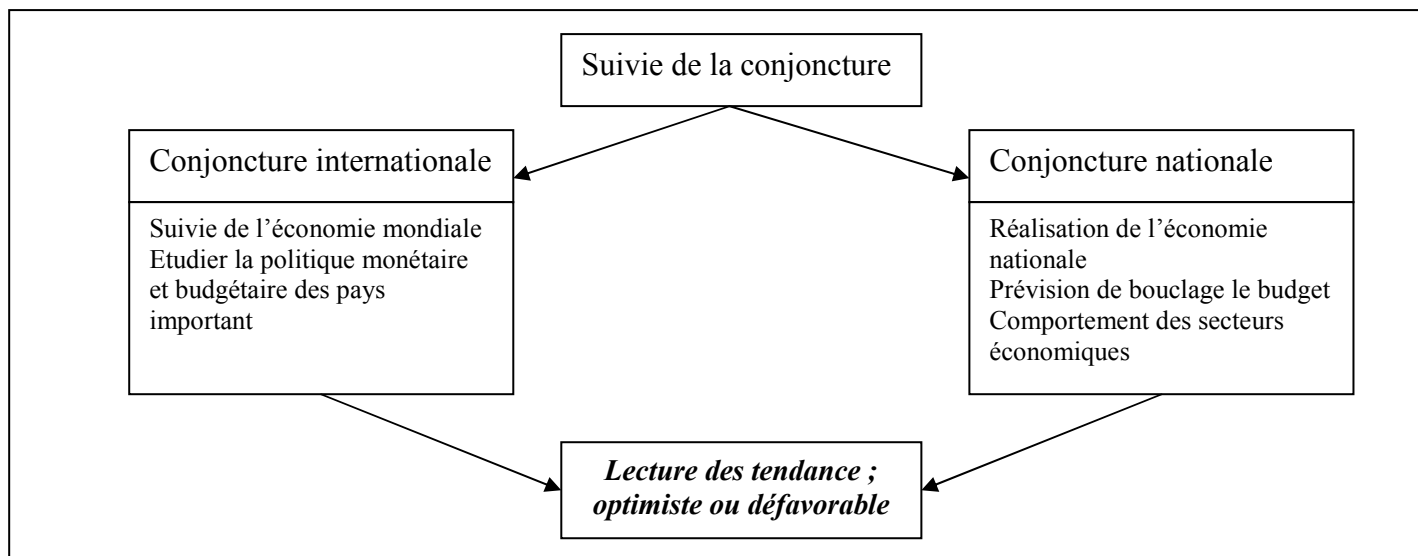 Suivie de la conjoncture
Conjoncture internationale
Suivie de l’économie mondiale
Etudier la politique monétaire
et budgétaire des pays
important
Conjoncture nationale
Réalisation de l’économie
nationale
Prévision de bouclage le budget
Comportement des secteurs
économiques
Lecture des tendance ;
optimiste ou défavorable